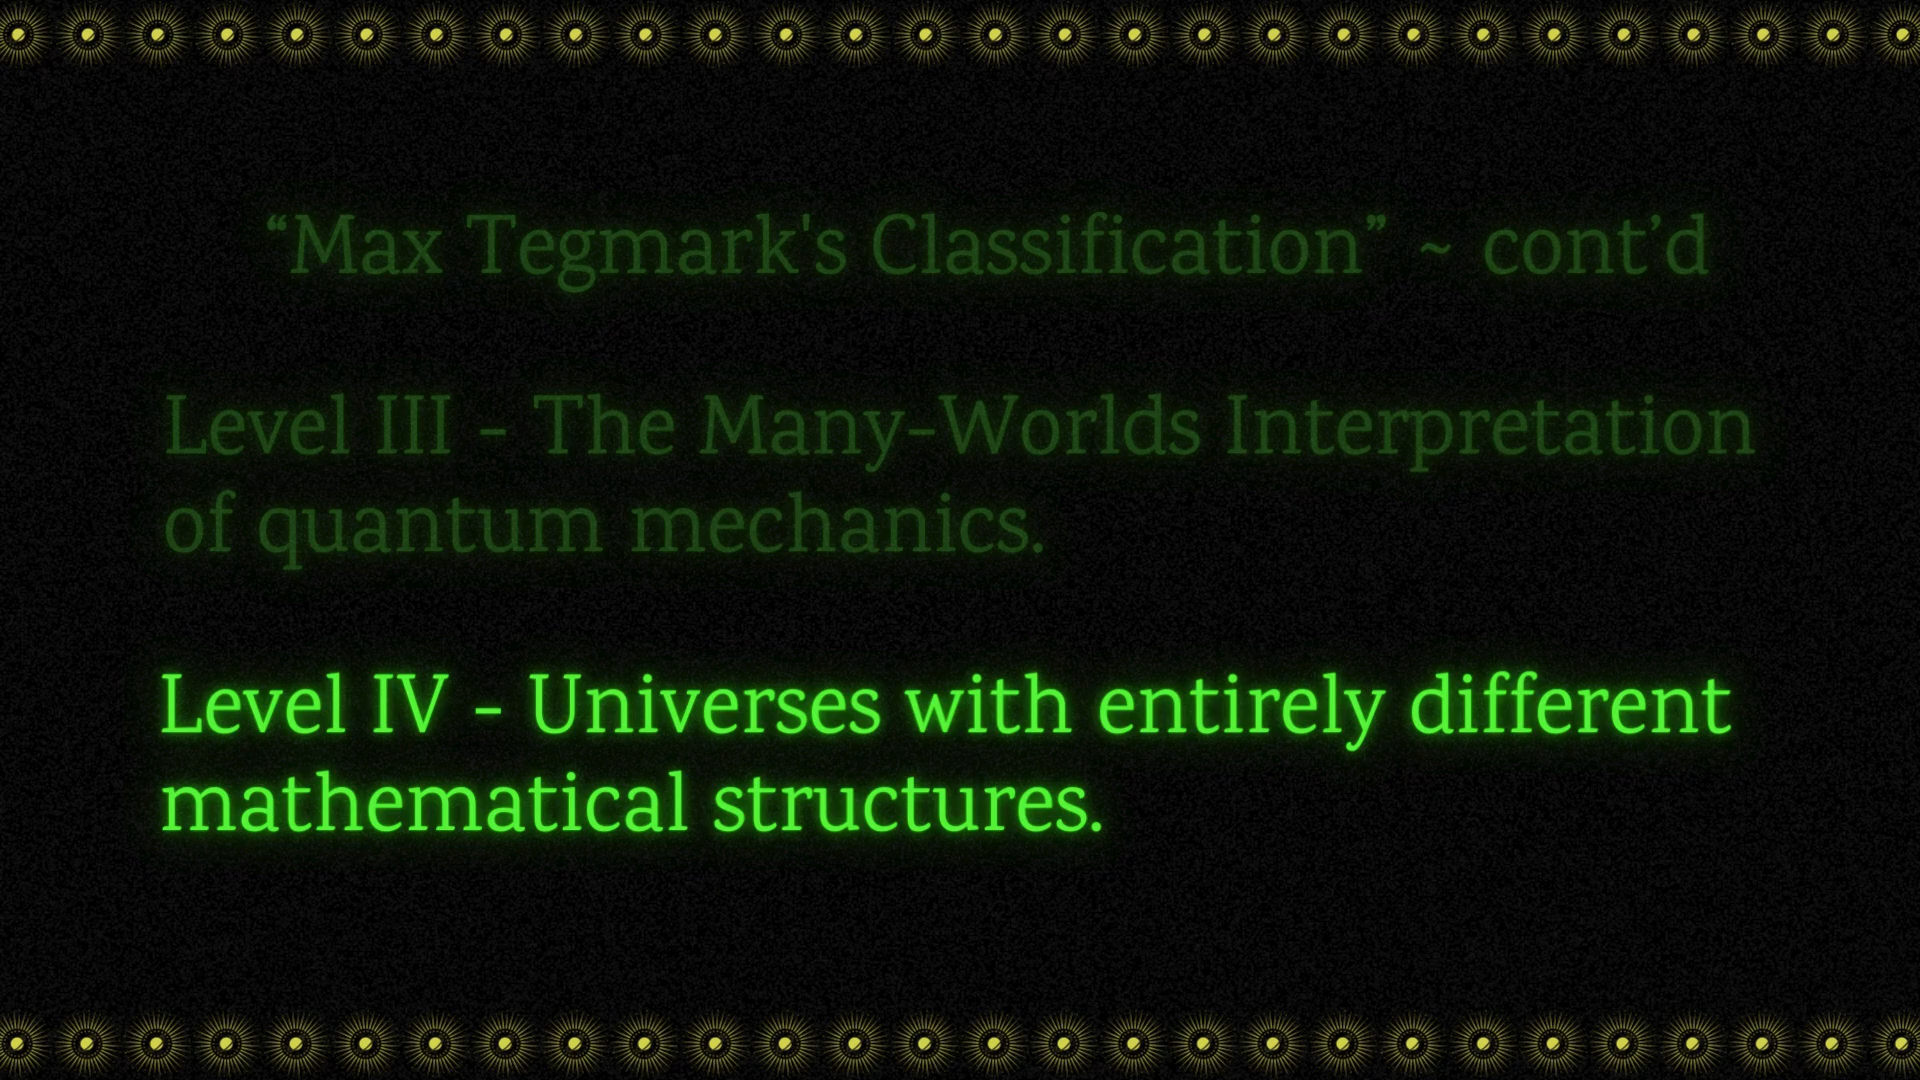 “Max Tegmark's Classification” ~ cont’d
Level III - The Many-Worlds Interpretation
of quantum mechanics.
Level IV - Universes with entirely different
mathematical structures.